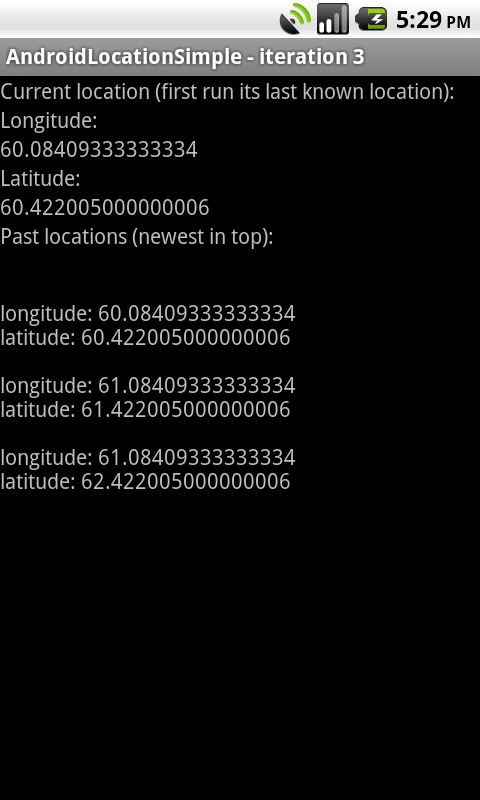 5:29 PM
AndroidLocationSimple - iteration 3
Current location (first run its last known location):
Longitude:
60.08409333333334
Latitude:
60.422005000000006
Past locations (newest in top):
longitude: 60.08409333333334
latitude: 60.422005000000006
longitude: 61.08409333333334
latitude: 61.422005000000006
longitude: 61.08409333333334
latitude: 62.422005000000006